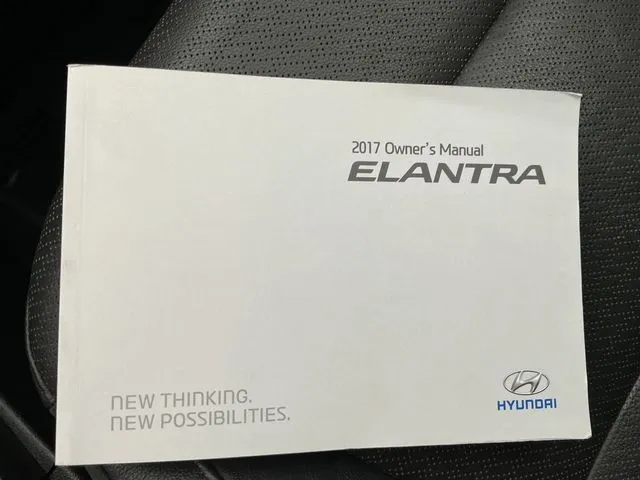 2017 Owner's Manual
ELANTRA
NEW THINKING.
NEW POSSIBILITIES.
HYUNDAI